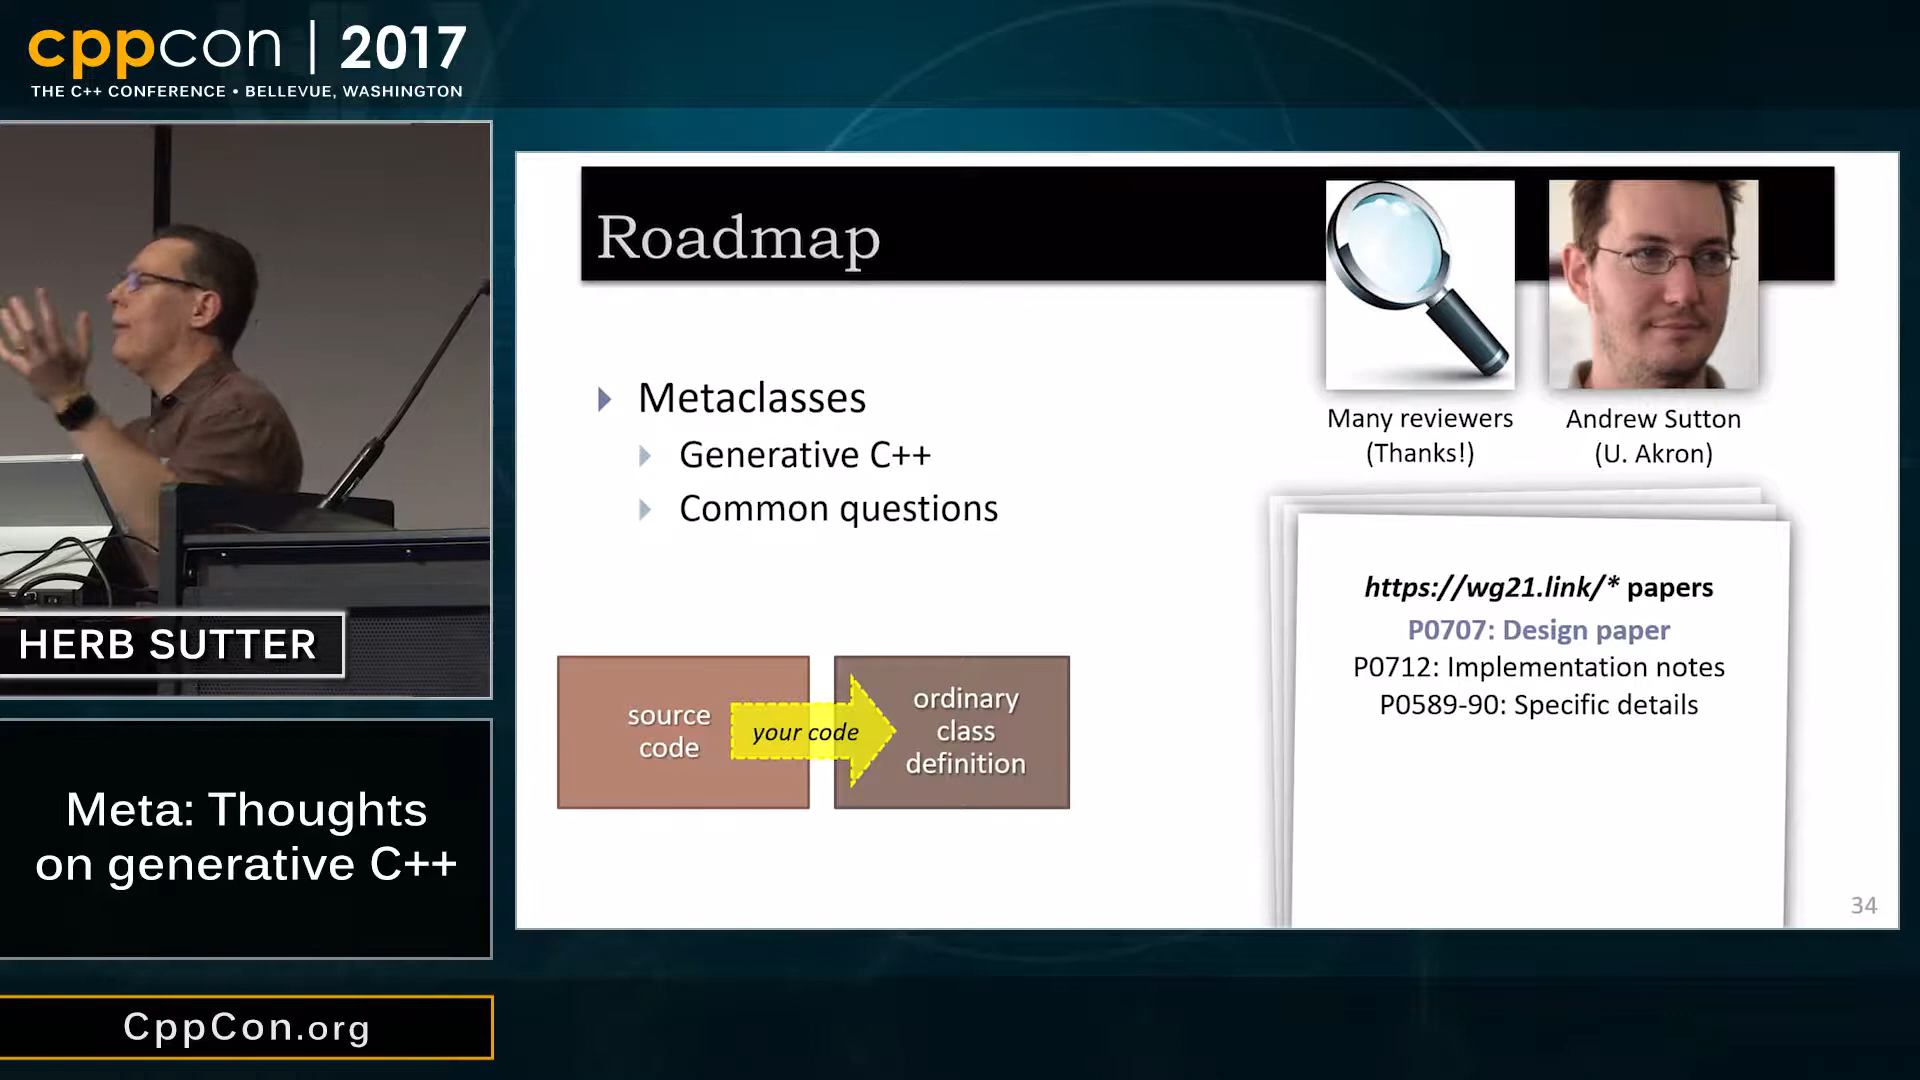 cppcon | 2017
THE C++ CONFERENCE • BELLEVUE, WASHINGTON
HERB SUTTER
Meta: Thoughts
on generative C++
CppCon.org
Roadmap
Metaclasses
Generative C++
Common questions
source
code
your code
ordinary
class
definition
Many reviewers
(Thanks!)
Andrew Sutton
(U. Akron)
https://wg21.link/* papers
P0707: Design paper
P0712: Implementation notes
P0589-90: Specific details
34